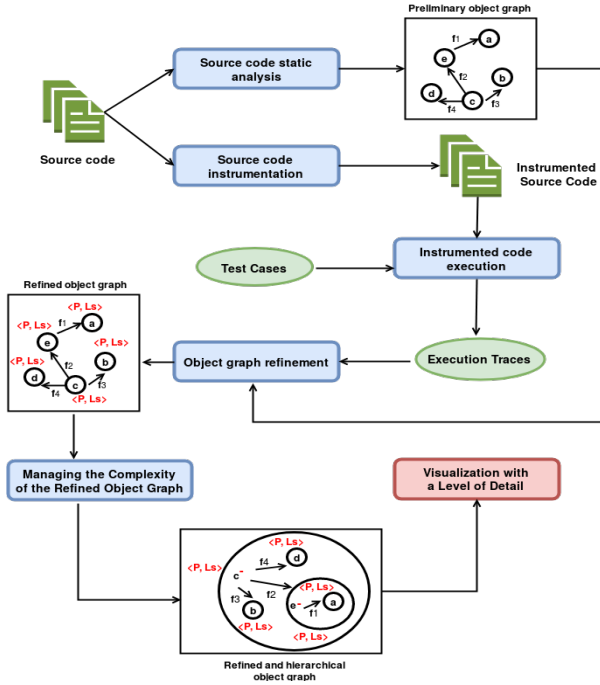 Preliminary object graph
f1
a
e
f2
b
d
c
f4
f3
Source code static
analysis
Source code
Source code
instrumentation
Instrumented
Source Code
Test Cases
Instrumented code
execution
Refined object graph
<P, Ls>
f1
a
<P, Ls>
e
<P, Ls>
f2
b
<P, Ls>
d
c
f4
f3
<P, Ls>
Object graph refinement
Execution Traces
Managing the Complexity
of the Refined Object Graph
Visualization with
a Level of Detail
<P, Ls>
<P, Ls>
f4
d
c-
f2
<P, Ls>
f3
b
e-
f1
a
<P, Ls>
<P, Ls>
Refined and hierarchical
object graph